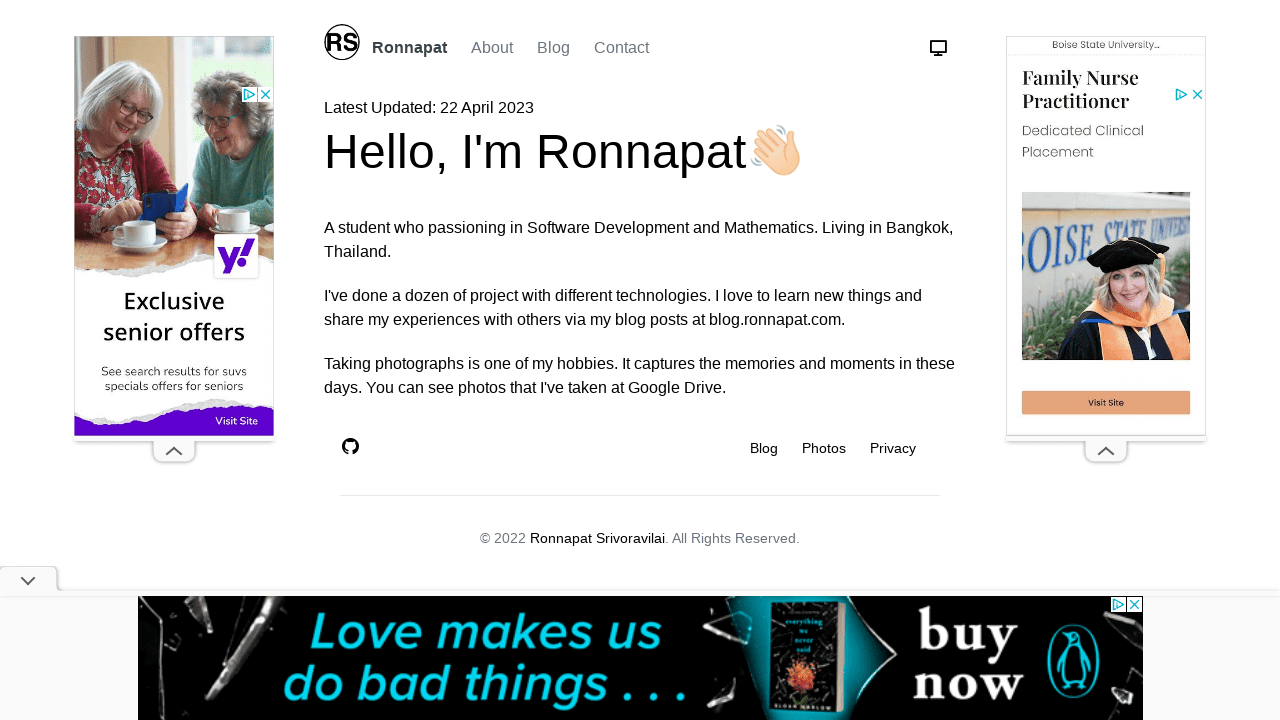 RS Ronnapat About Blog Contact
Latest Updated: 22 April 2023
Hello, I'm Ronnapat
A student who passioning in Software Development and Mathematics. Living in Bangkok,
Thailand.
I've done a dozen of project with different technologies. I love to learn new things and
share my experiences with others via my blog posts at blog.ronnapat.com.
Taking photographs is one of my hobbies. It captures the memories and moments in these
days. You can see photos that I've taken at Google Drive.
Blog Photos Privacy
© 2022 Ronnapat Srivoravilai. All Rights Reserved.
y!
Exclusive
senior offers
See search results for suvs
specials offers for seniors
Visit Site
Boise State University...
Family Nurse
Practitioner
Dedicated Clinical
Placement
BOISE STATE UNIVERSITY
Visit Site
Love makes us
do bad things . . .
everything
we never
said
SLOAN HARLOW
buy
now